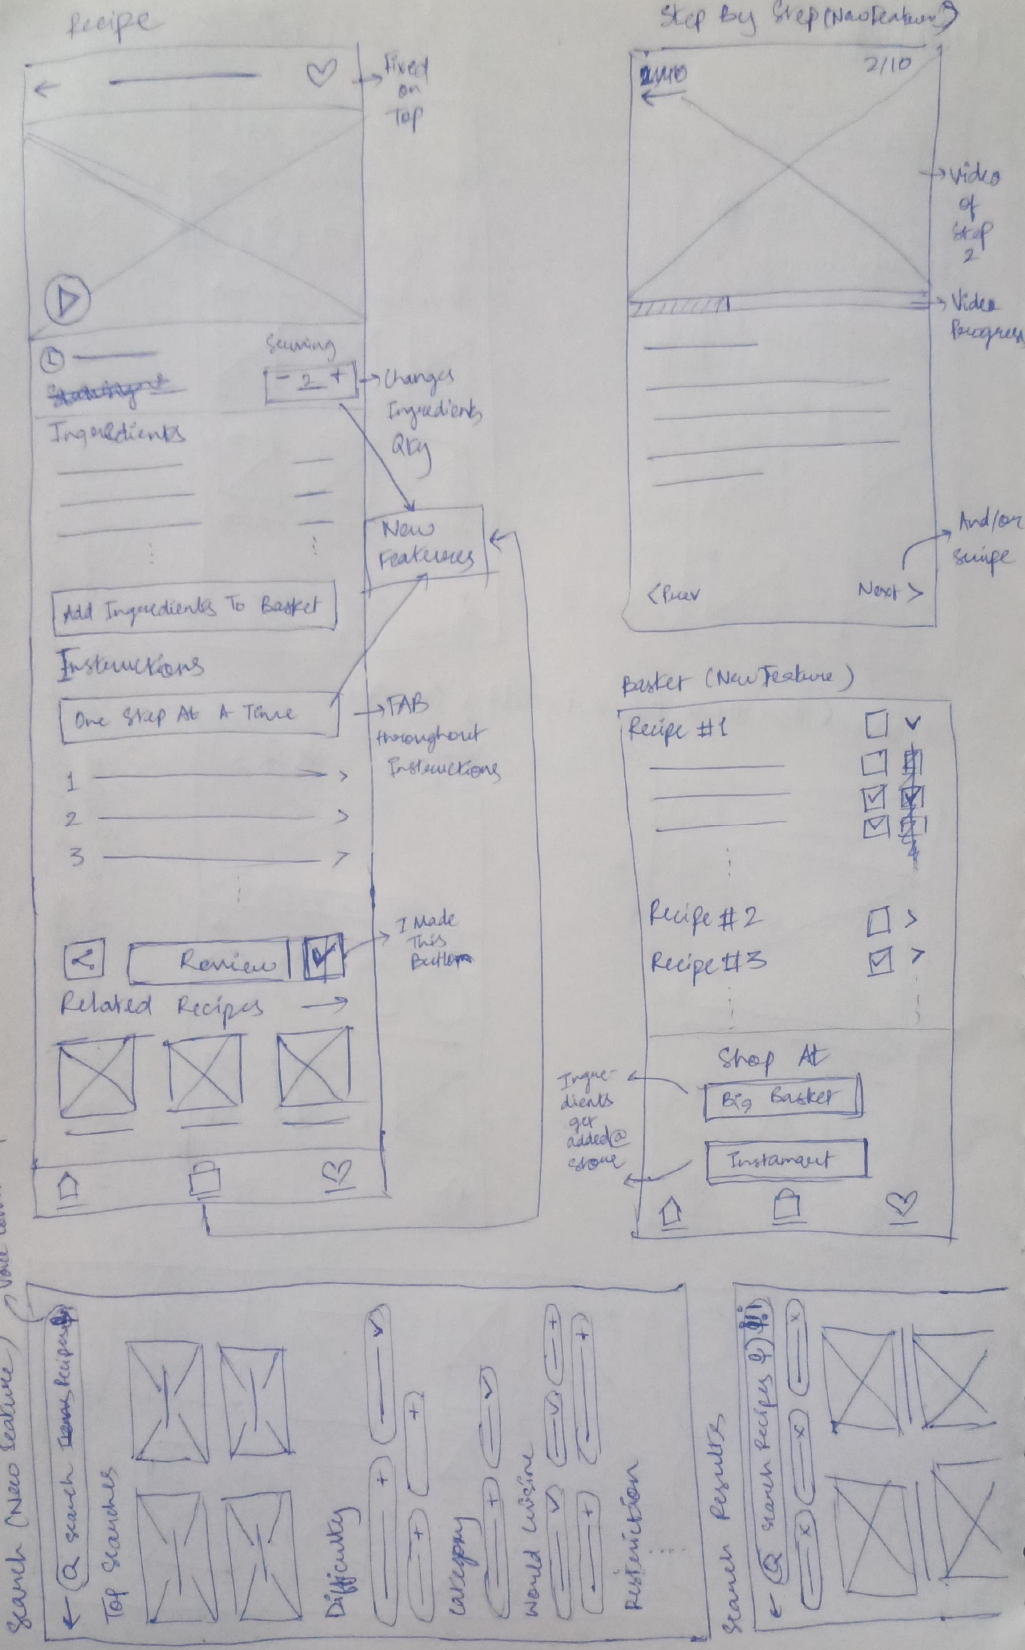 Recipe
Fixed
on
Top
Serving
- 2 +
Changes
Ingredients
Qty
Ingredients
New
Features
Add Ingredients To Basket
Instructions
One Step At A Time
FAB
throughout
Instructions
1
2
3
I Made
This
Button
Review
Related Recipes
Step By Step (New Feature)
2/10
Video
of
Step
2
Video
Progress
And/or
swipe
< Prev
Next >
Basket (New Feature)
Recipe #1
Recipe #2
Recipe #3
Shop At
Big Basket
Instamart
Ingre-
dients
get
added @
store
Search (New Feature)
Search Recipes
Top Searches
Difficulty
Category
World Cuisine
Restriction
Search Results
Search Recipes